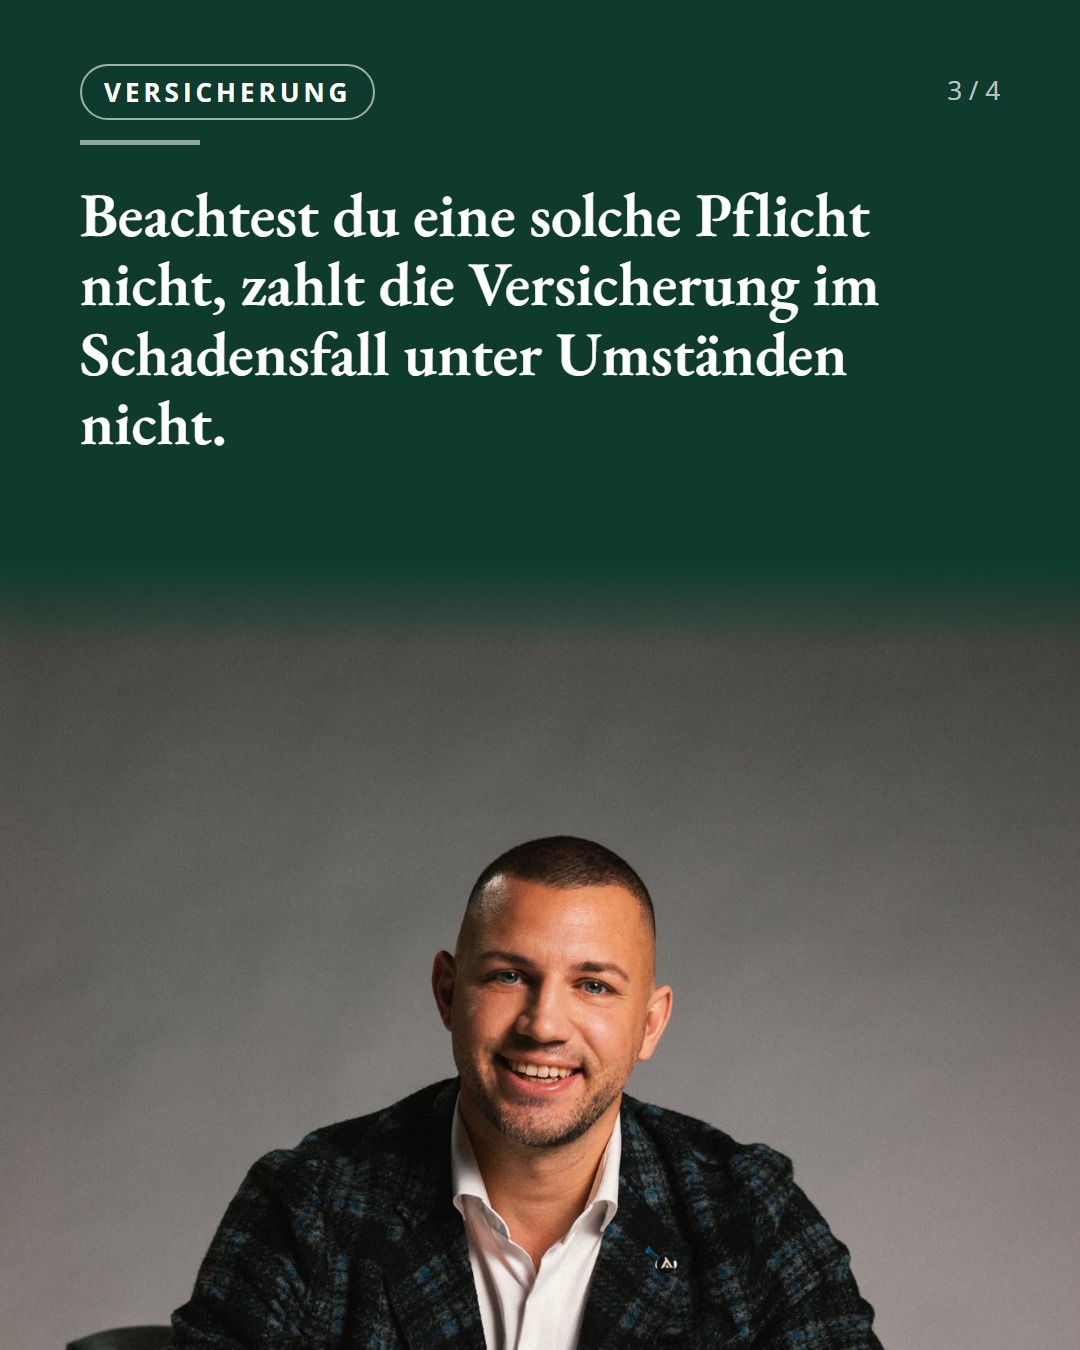 VERSICHERUNG
3 / 4
Beachtest du eine solche Pflicht
nicht, zahlt die Versicherung im
Schadensfall unter Umständen
nicht.